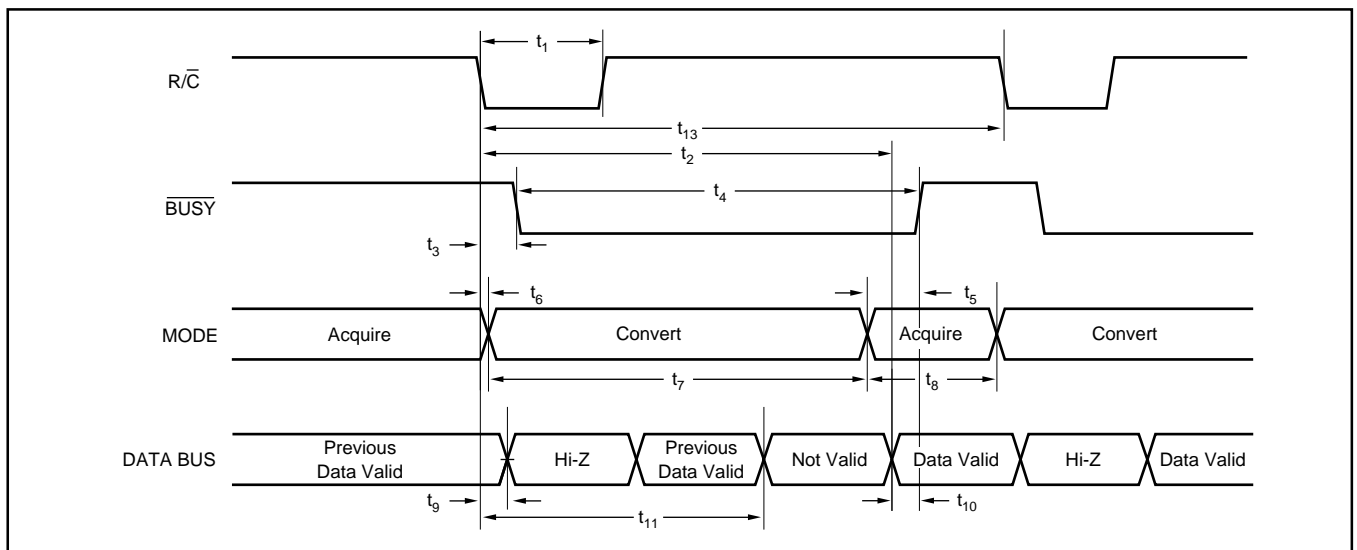 t1
R/C̅
t13
t2
B̅U̅S̅Y̅
t4
t3
t6
t5
MODE
Acquire
Convert
Acquire
Convert
t7
t8
DATA BUS
Previous
Data Valid
Hi-Z
Previous
Data Valid
Not Valid
Data Valid
Hi-Z
Data Valid
t9
t10
t11